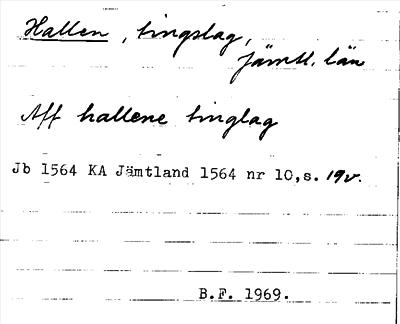 Hallen, tingslag,
jämtl. län
Aff hallene tinglag
Jb 1564 KA Jämtland 1564 nr 10,s. 19v.
B.F. 1969.